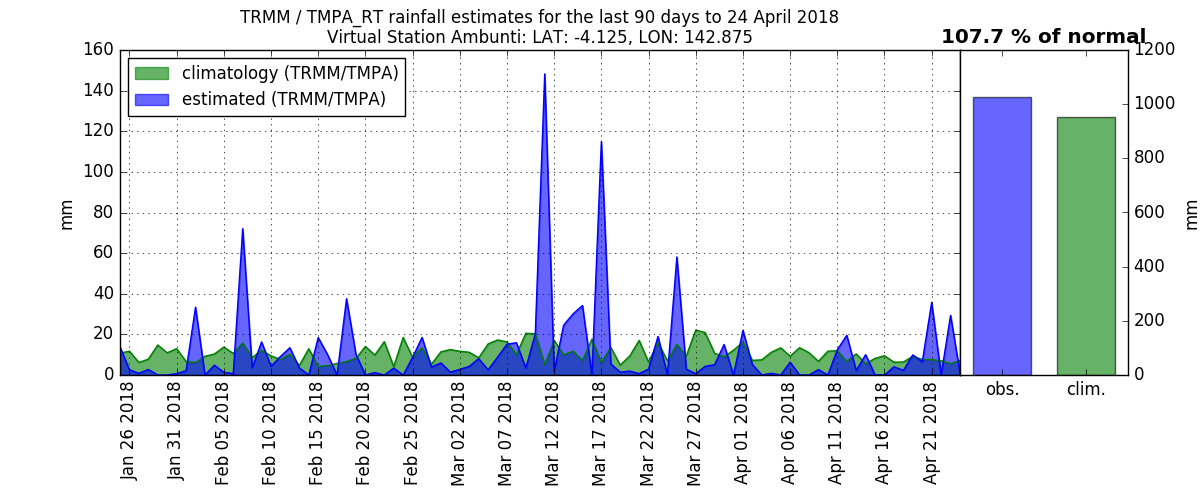 TRMM / TMPA_RT rainfall estimates for the last 90 days to 24 April 2018
Virtual Station Ambunti: LAT: -4.125, LON: 142.875
107.7 % of normal
climatology (TRMM/TMPA)
estimated (TRMM/TMPA)
160
140
120
100
80
60
40
20
0
mm
Jan 26 2018
Jan 31 2018
Feb 05 2018
Feb 10 2018
Feb 15 2018
Feb 20 2018
Feb 25 2018
Mar 02 2018
Mar 07 2018
Mar 12 2018
Mar 17 2018
Mar 22 2018
Mar 27 2018
Apr 01 2018
Apr 06 2018
Apr 11 2018
Apr 16 2018
Apr 21 2018
obs.
clim.
1200
1000
800
600
400
200
0
mm